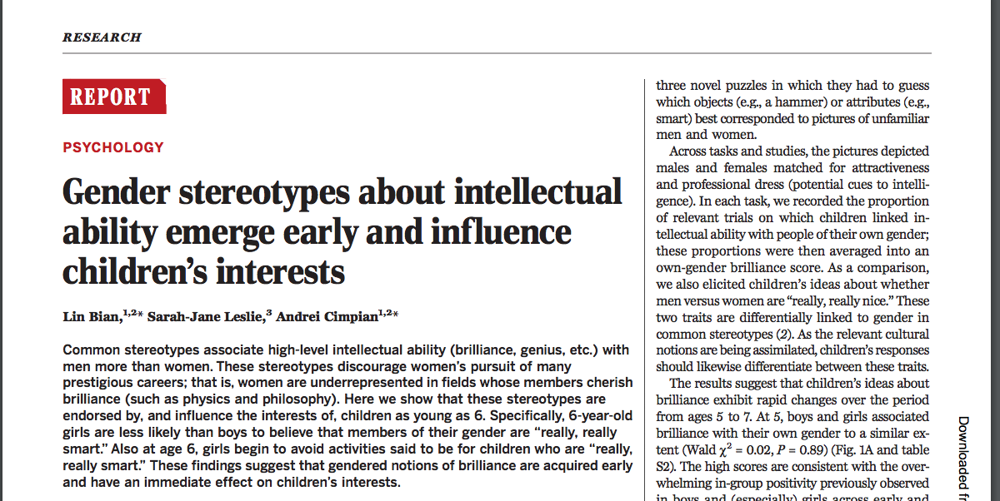 RESEARCH
REPORT
PSYCHOLOGY
Gender stereotypes about intellectual
ability emerge early and influence
children’s interests
Lin Bian,¹,²* Sarah-Jane Leslie,³ Andrei Cimpian¹,²*
Common stereotypes associate high-level intellectual ability (brilliance, genius, etc.) with
men more than women. These stereotypes discourage women’s pursuit of many
prestigious careers; that is, women are underrepresented in fields whose members cherish
brilliance (such as physics and philosophy). Here we show that these stereotypes are
endorsed by, and influence the interests of, children as young as 6. Specifically, 6-year-old
girls are less likely than boys to believe that members of their gender are “really, really
smart.” Also at age 6, girls begin to avoid activities said to be for children who are “really,
really smart.” These findings suggest that gendered notions of brilliance are acquired early
and have an immediate effect on children’s interests.
three novel puzzles in which they had to guess
which objects (e.g., a hammer) or attributes (e.g.,
smart) best corresponded to pictures of unfamiliar
men and women.
Across tasks and studies, the pictures depicted
males and females matched for attractiveness
and professional dress (potential cues to intelli-
gence). In each task, we recorded the proportion
of relevant trials on which children linked in-
tellectual ability with people of their own gender;
these proportions were then averaged into an
own-gender brilliance score. As a comparison,
we also elicited children’s ideas about whether
men versus women are “really, really nice.” These
two traits are differentially linked to gender in
common stereotypes (2). As the relevant cultural
notions are being assimilated, children’s responses
should likewise differentiate between these traits.
The results suggest that children’s ideas about
brilliance exhibit rapid changes over the period
from ages 5 to 7. At 5, boys and girls associated
brilliance with their own gender to a similar ex-
tent (Wald χ² = 0.02, P = 0.89) (Fig. 1A and table
S2). The high scores are consistent with the over-
whelming in-group positivity previously observed
in boys and (especially) girls across early and
Downloaded fr